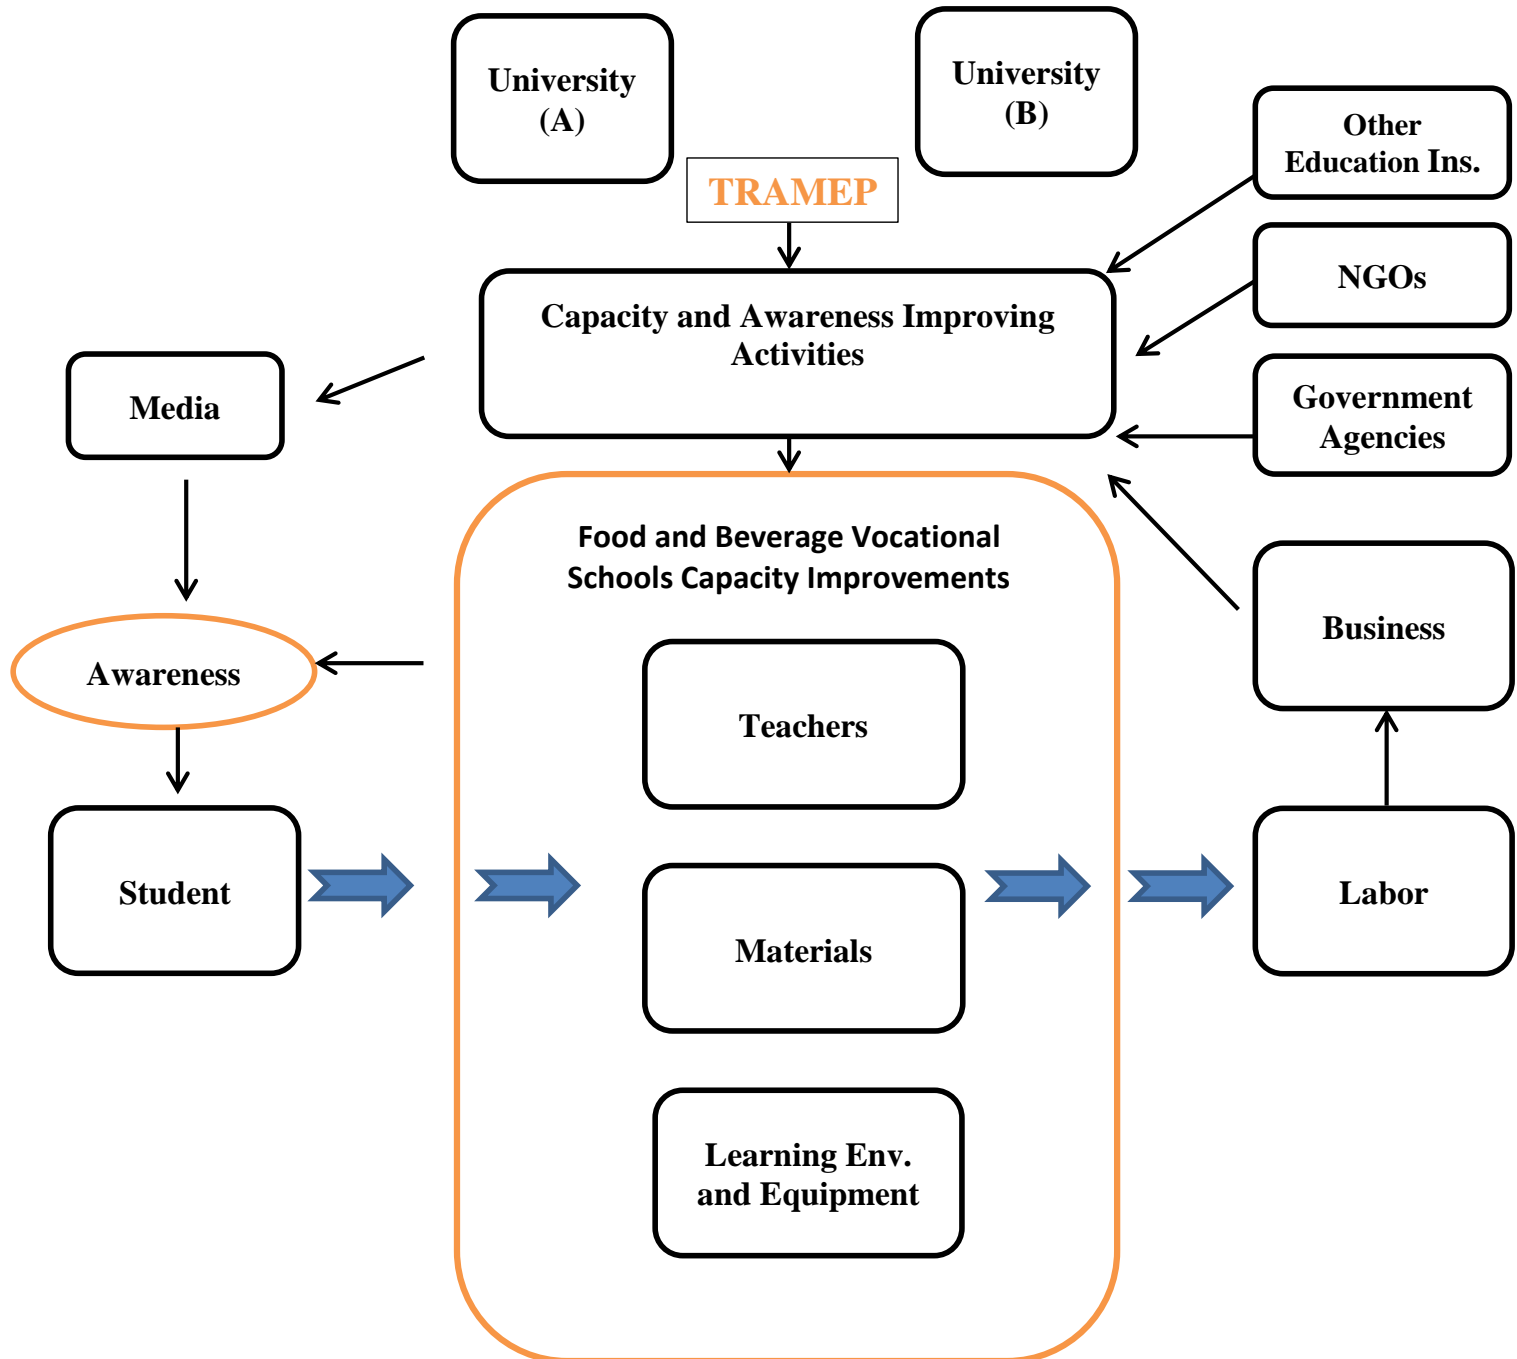 University
(A)
University
(B)
TRAMEP
Other
Education Ins.
NGOs
Government
Agencies
Capacity and Awareness Improving
Activities
Media
Food and Beverage Vocational
Schools Capacity Improvements
Business
Awareness
Teachers
Student
Materials
Labor
Learning Env.
and Equipment